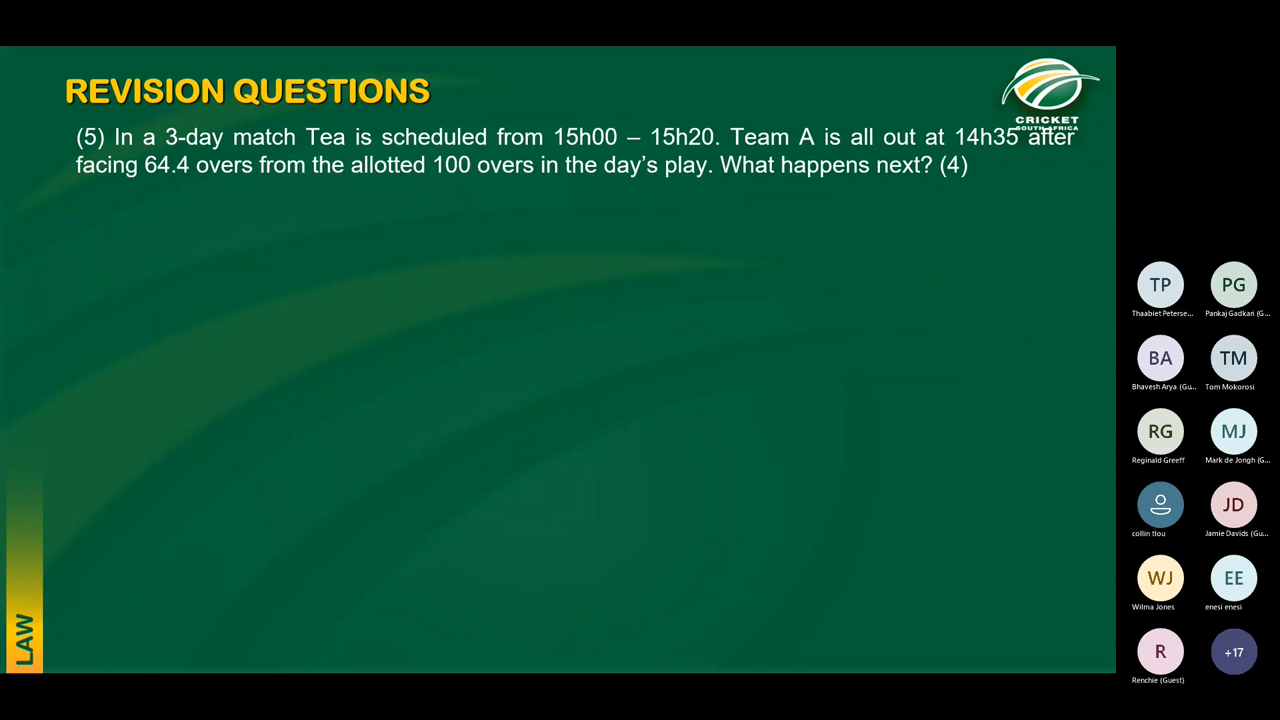 REVISION QUESTIONS
CRICKET
SOUTH AFRICA
(5) In a 3-day match Tea is scheduled from 15h00 – 15h20. Team A is all out at 14h35 after
facing 64.4 overs from the allotted 100 overs in the day's play. What happens next? (4)
LAW
TP
PG
Thaabiet Peterse...
Pankaj Gadkari (G...
BA
TM
Bhavesh Arya (Gu...
Tom Mokorosi
RG
MJ
Reginald Greeff
Mark de Jongh (G...
JD
collin tlou
Jamie Davids (Gu...
WJ
EE
Wilma Jones
enesi enesi
R
+17
Renchie (Guest)